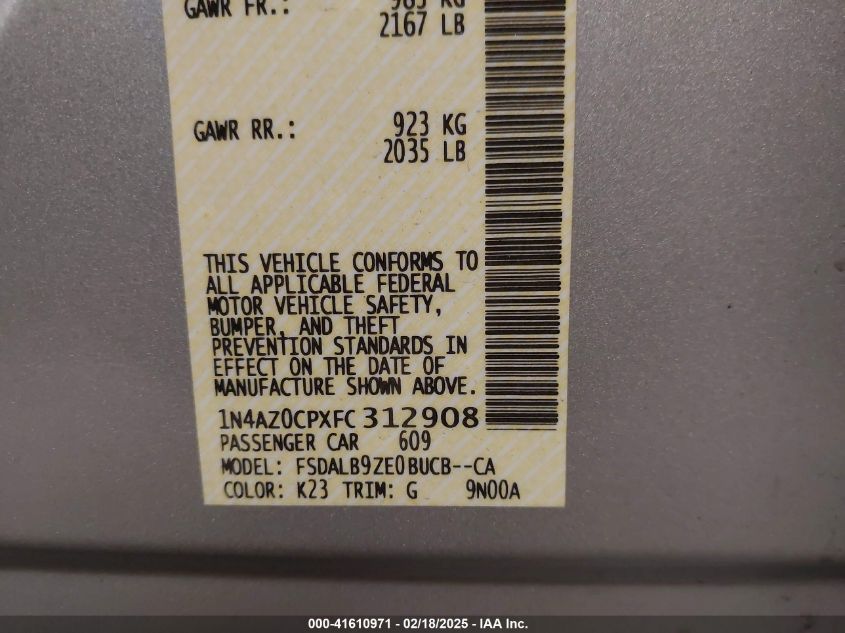 GAWR FR.: 983 KG
2167 LB
GAWR RR.: 923 KG
2035 LB
THIS VEHICLE CONFORMS TO
ALL APPLICABLE FEDERAL
MOTOR VEHICLE SAFETY,
BUMPER, AND THEFT
PREVENTION STANDARDS IN
EFFECT ON THE DATE OF
MANUFACTURE SHOWN ABOVE.
1N4AZ0CPXFC312908
PASSENGER CAR 609
MODEL: FSDALB9ZE0BUCB--CA
COLOR: K23 TRIM: G 9N00A
000-41610971 - 02/18/2025 - IAA Inc.